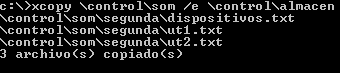 c:\>xcopy \control\som /e \control\almacen
\control\som\segunda\dispositivos.txt
\control\som\segunda\ut1.txt
\control\som\segunda\ut2.txt
3 archivo(s) copiado(s)